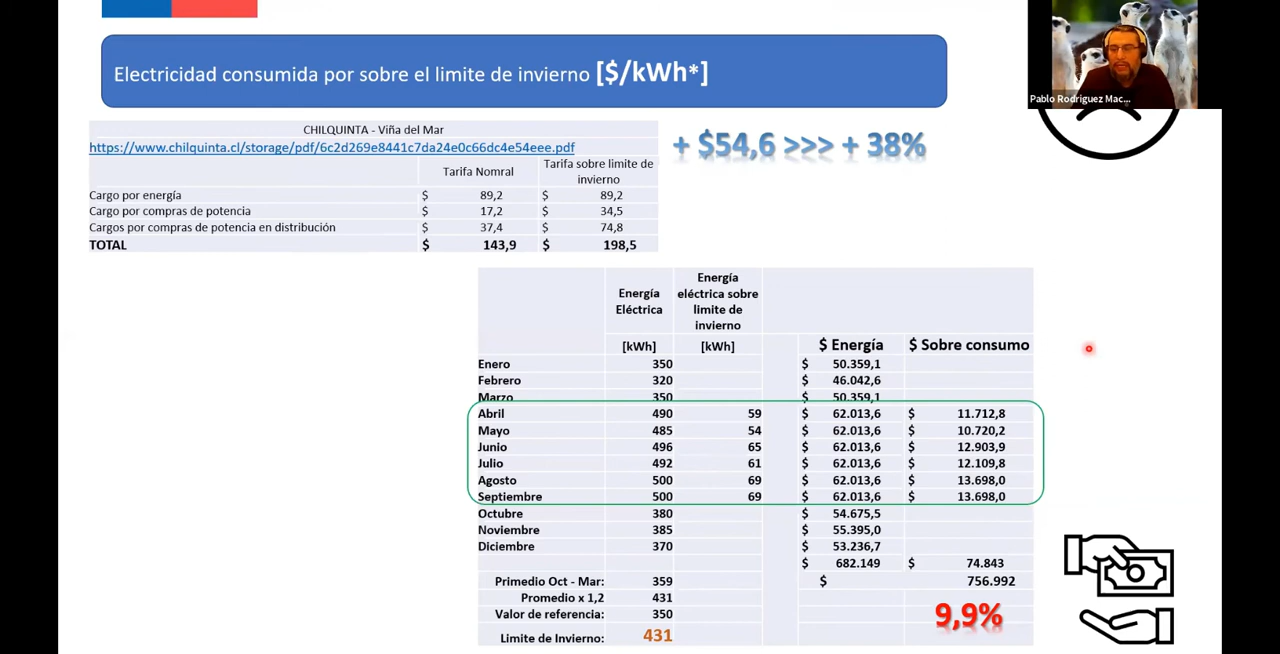 Electricidad consumida por sobre el limite de invierno [$/kWh*]
Pablo Rodriguez Mac...
CHILQUINTA - Viña del Mar
https://www.chilquinta.cl/storage/pdf/6c2d269e8441c7da24e0c66dc4e54eee.pdf
+ $54,6 >>> + 38%
Tarifa Nomral
Tarifa sobre limite de
invierno
Cargo por energía $ 89,2 $ 89,2
Cargo por compras de potencia $ 17,2 $ 34,5
Cargos por compras de potencia en distribución $ 37,4 $ 74,8
TOTAL $ 143,9 $ 198,5
Energía
Eléctrica
Energía
eléctrica sobre
limite de
invierno
[kWh] [kWh] $ Energía $ Sobre consumo
Enero 350 $ 50.359,1
Febrero 320 $ 46.042,6
Marzo 350 $ 50.359,1
Abril 490 59 $ 62.013,6 $ 11.712,8
Mayo 485 54 $ 62.013,6 $ 10.720,2
Junio 496 65 $ 62.013,6 $ 12.903,9
Julio 492 61 $ 62.013,6 $ 12.109,8
Agosto 500 69 $ 62.013,6 $ 13.698,0
Septiembre 500 69 $ 62.013,6 $ 13.698,0
Octubre 380 $ 54.675,5
Noviembre 385 $ 55.395,0
Diciembre 370 $ 53.236,7
$ 682.149 $ 74.843
Primedio Oct - Mar: 359 $ 756.992
Promedio x 1,2 431
Valor de referencia: 350
9,9%
Limite de Invierno: 431